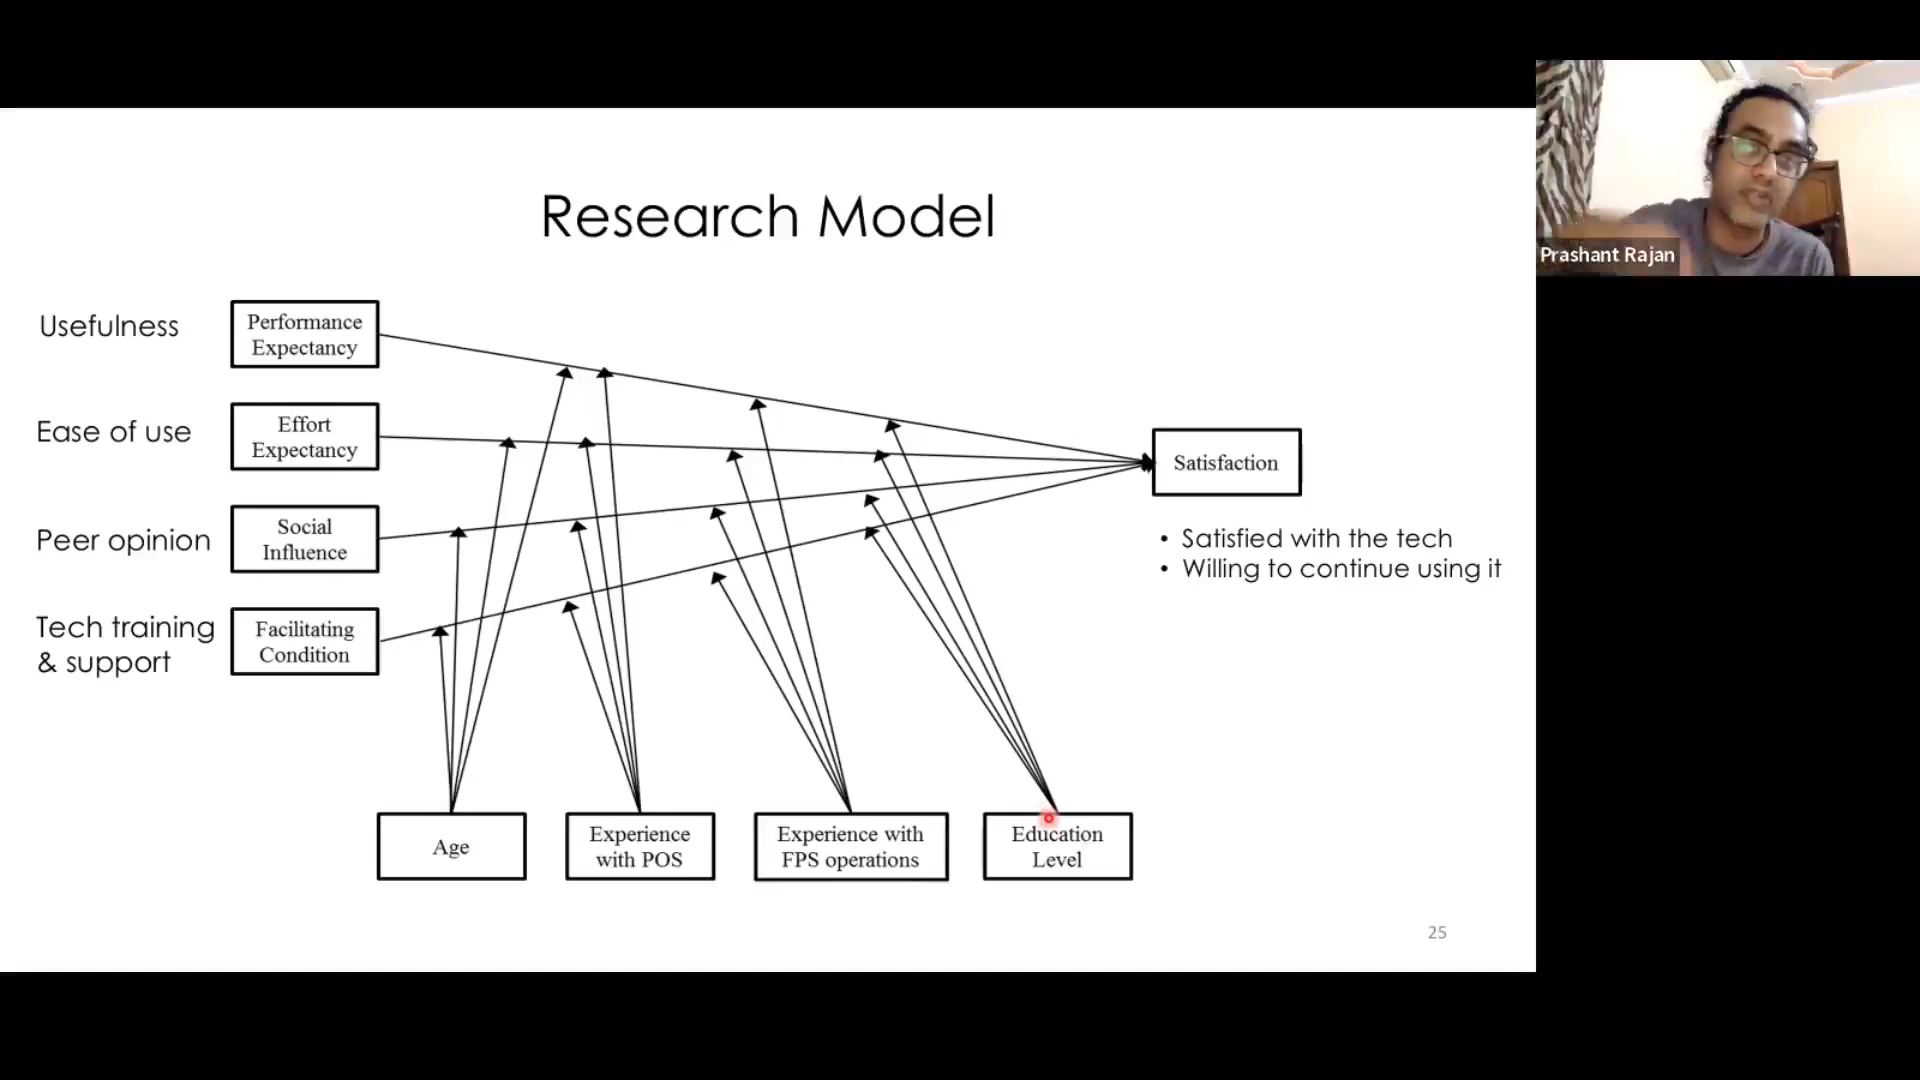 Research Model
Usefulness
Performance
Expectancy
Ease of use
Effort
Expectancy
Peer opinion
Social
Influence
Tech training
& support
Facilitating
Condition
Satisfaction
• Satisfied with the tech
• Willing to continue using it
Age
Experience
with POS
Experience with
FPS operations
Education
Level
25
Prashant Rajan